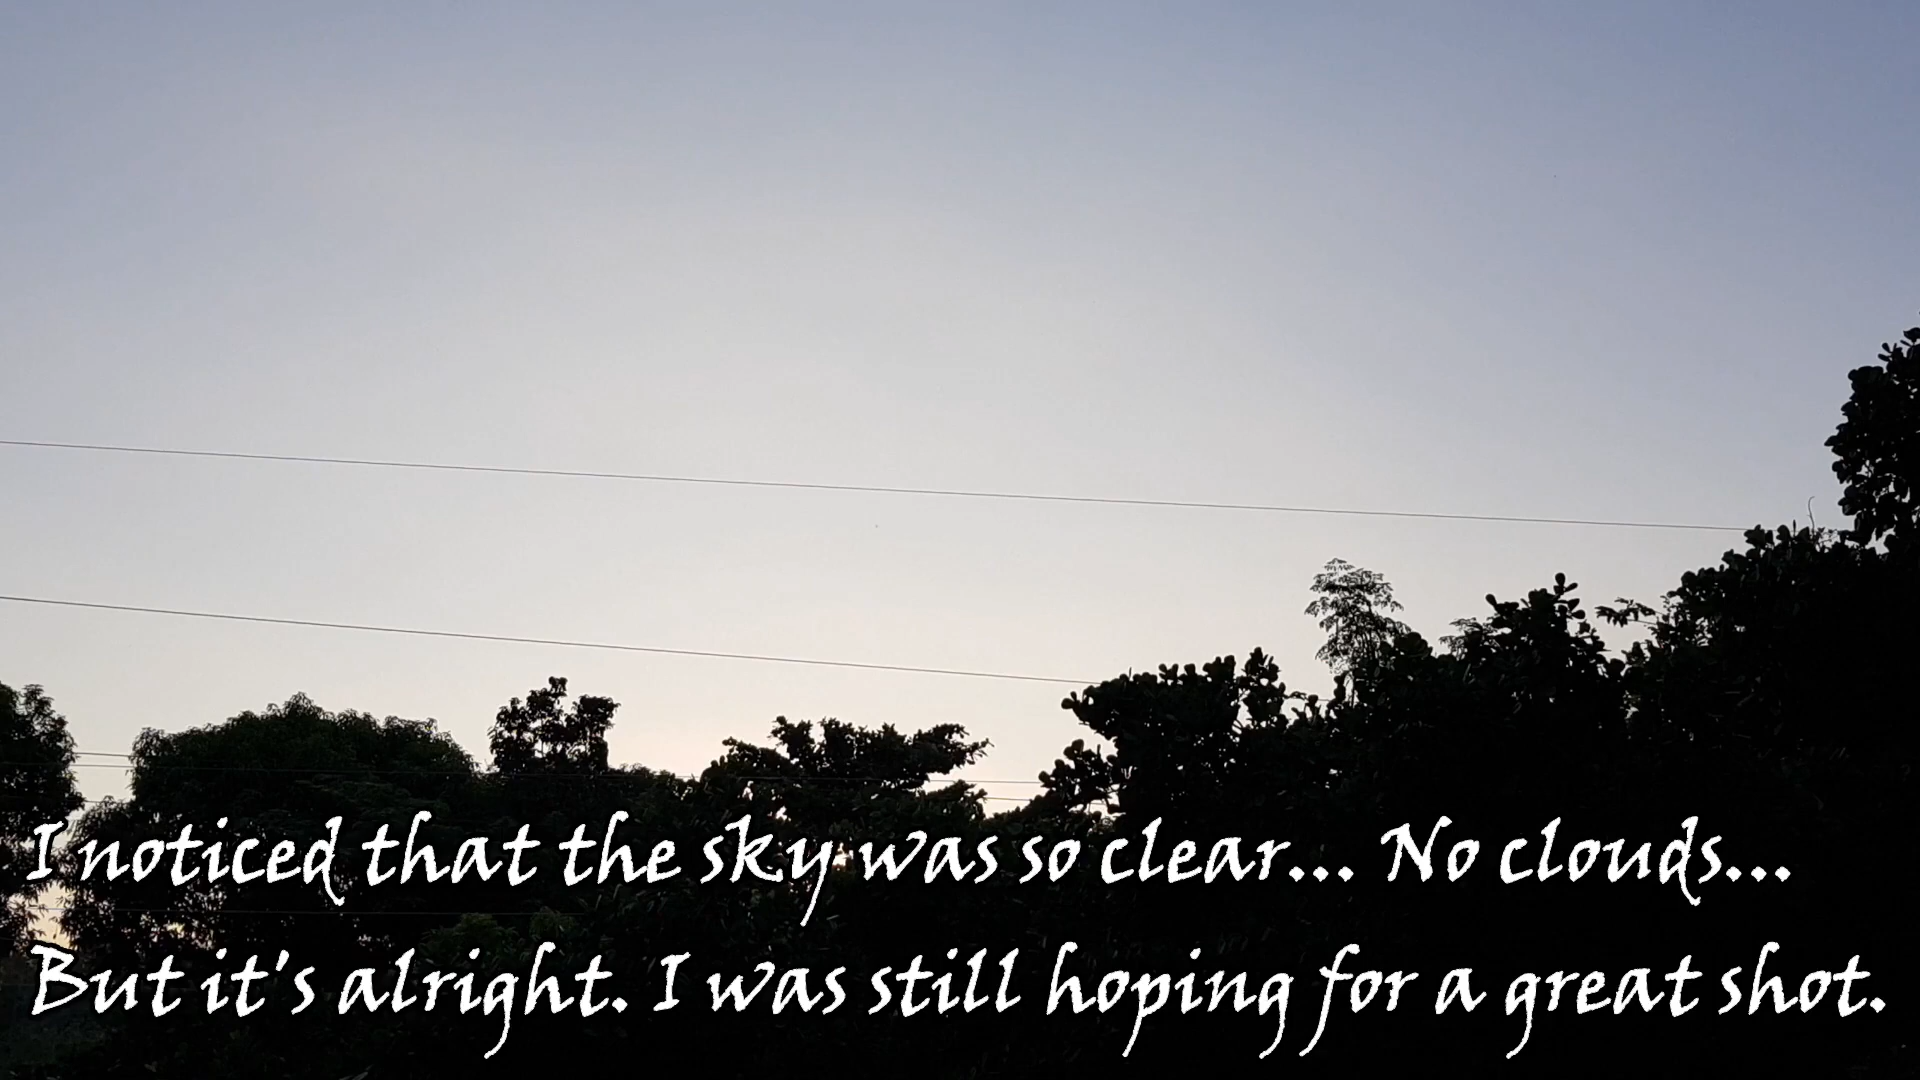 I noticed that the sky was so clear... No clouds...
But it's alright. I was still hoping for a great shot.